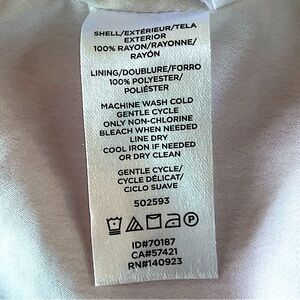 SHELL/EXTÉRIEUR/TELA
EXTERIOR
100% RAYON/RAYONNE/
RAYÓN
LINING/DOUBLURE/FORRO
100% POLYESTER/
POLIÉSTER
MACHINE WASH COLD
GENTLE CYCLE
ONLY NON-CHLORINE
BLEACH WHEN NEEDED
LINE DRY
COOL IRON IF NEEDED
OR DRY CLEAN
GENTLE CYCLE/
CYCLE DÉLICAT/
CICLO SUAVE
502593
ID#70187
CA#57421
RN#140923